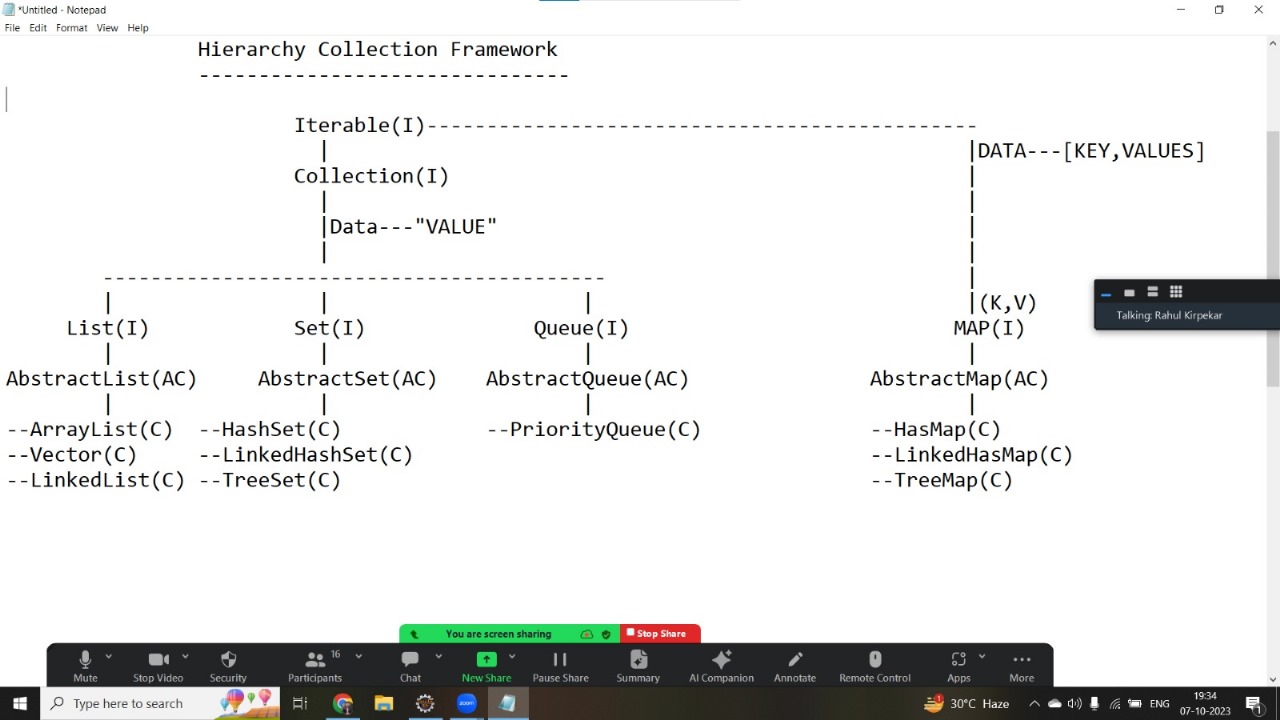 *Untitled - Notepad
File Edit Format View Help
Hierarchy Collection Framework
-------------------------------
Iterable(I)----------------------------------------------
| |DATA---[KEY,VALUES]
Collection(I) |
| |
|Data---"VALUE" |
| |
------------------------------------------ |
| | | |(K,V)
List(I) Set(I) Queue(I) MAP(I)
| | | |
AbstractList(AC) AbstractSet(AC) AbstractQueue(AC) AbstractMap(AC)
| | | |
--ArrayList(C) --HashSet(C) --PriorityQueue(C) --HasMap(C)
--Vector(C) --LinkedHashSet(C) --LinkedHasMap(C)
--LinkedList(C) --TreeSet(C) --TreeMap(C)
Talking: Rahul Kirpekar
You are screen sharing Stop Share
16
Mute Stop Video Security Participants Chat New Share Pause Share Summary AI Companion Annotate Remote Control Apps More
Type here to search zoom 30°C Haze ENG 19:34
07-10-2023 1